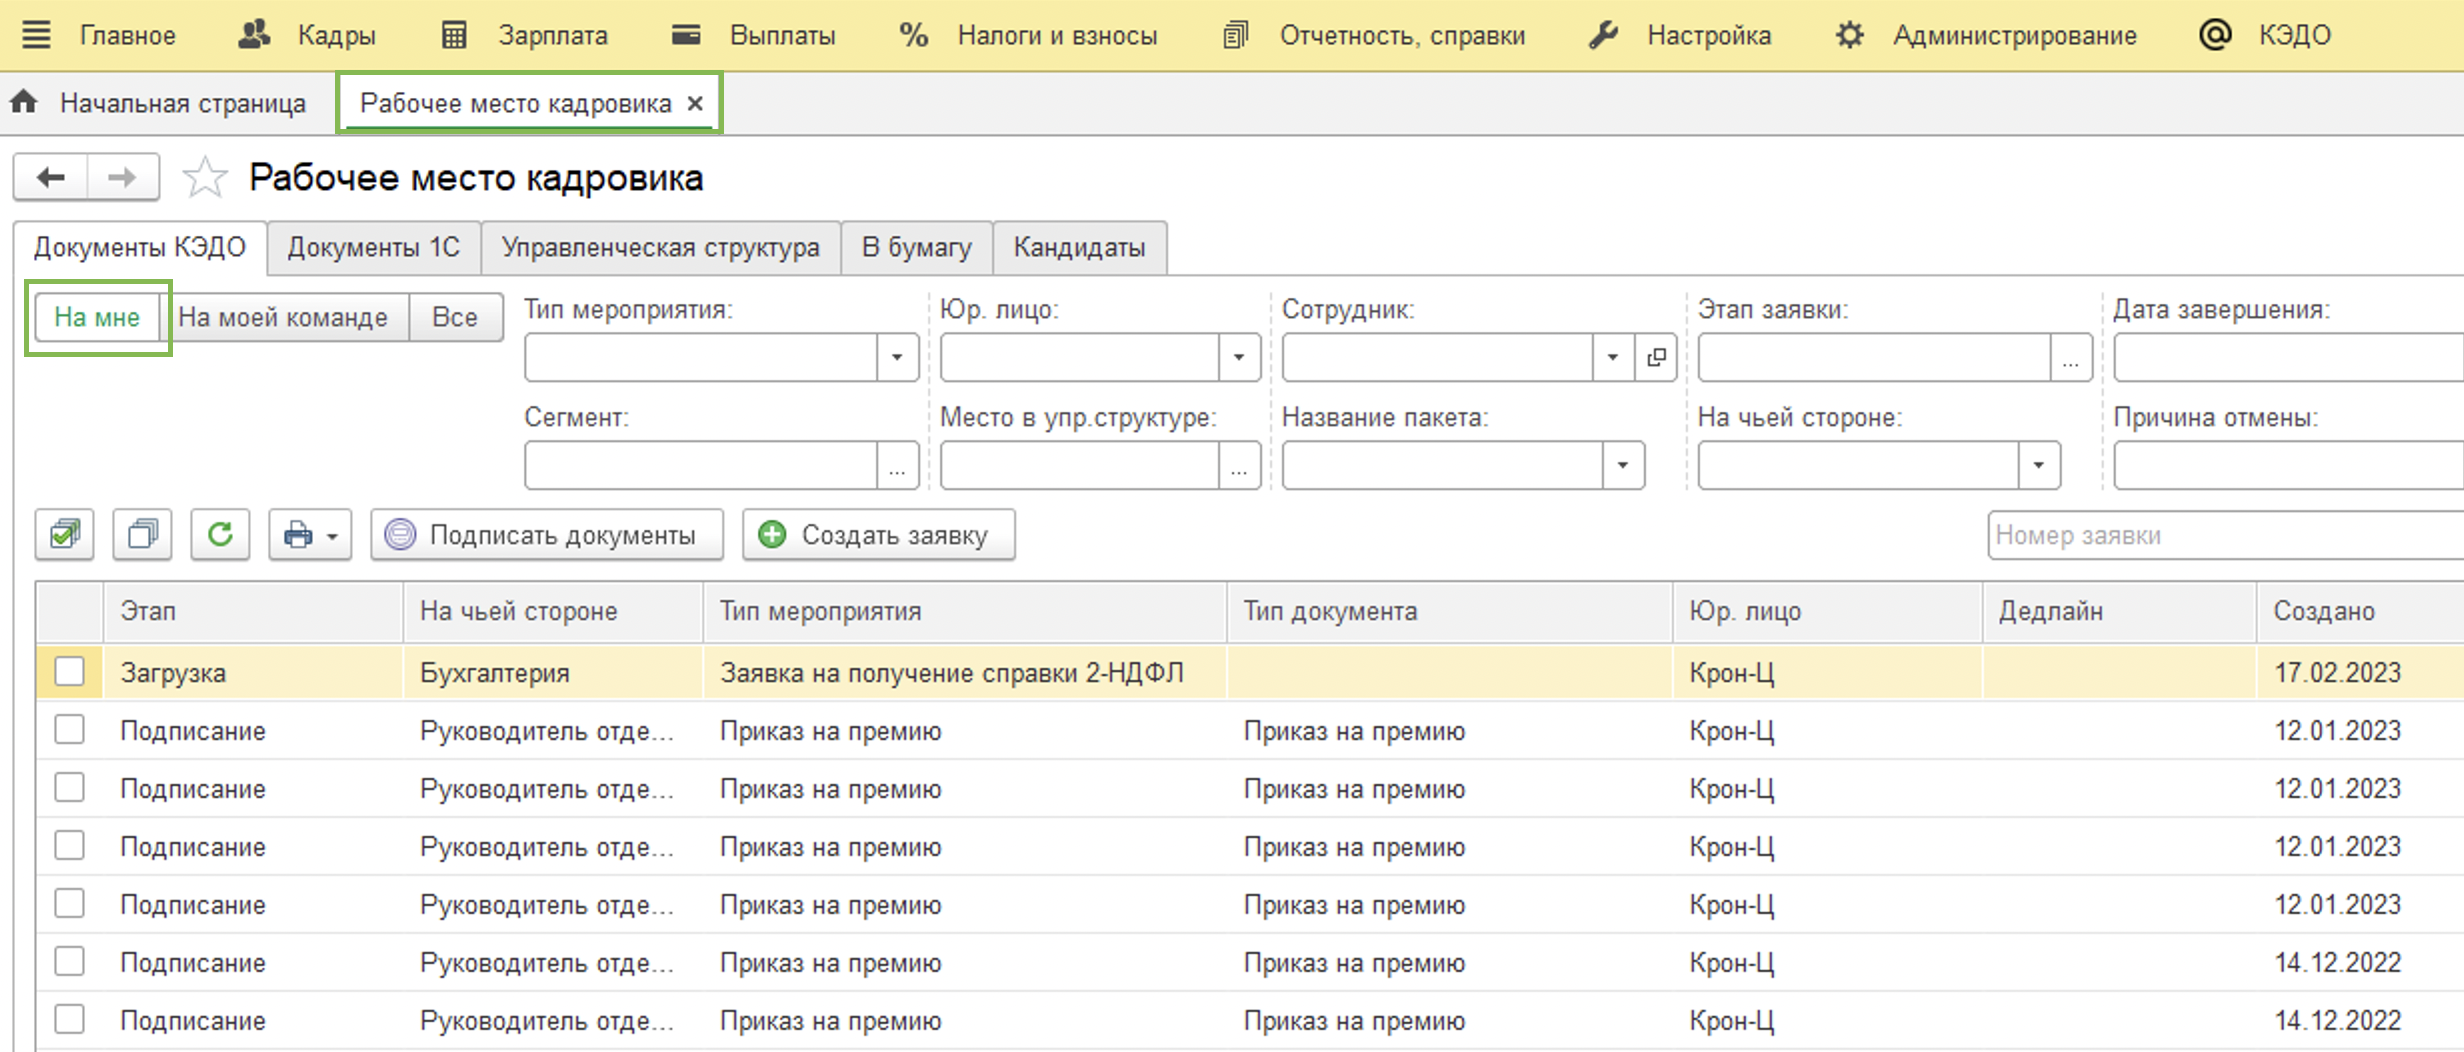 Главное Кадры Зарплата Выплаты % Налоги и взносы Отчетность, справки Настройка Администрирование @ КЭДО
Начальная страница Рабочее место кадровика ×
Рабочее место кадровика
Документы КЭДО Документы 1С Управленческая структура В бумагу Кандидаты
На мне На моей команде Все
Тип мероприятия: Юр. лицо: Сотрудник: Этап заявки: Дата завершения:
...
Сегмент: Место в упр.структуре: Название пакета: На чьей стороне: Причина отмены:
... ...
Подписать документы Создать заявку Номер заявки
Этап На чьей стороне Тип мероприятия Тип документа Юр. лицо Дедлайн Создано
Загрузка Бухгалтерия Заявка на получение справки 2-НДФЛ Крон-Ц 17.02.2023
Подписание Руководитель отде... Приказ на премию Приказ на премию Крон-Ц 12.01.2023
Подписание Руководитель отде... Приказ на премию Приказ на премию Крон-Ц 12.01.2023
Подписание Руководитель отде... Приказ на премию Приказ на премию Крон-Ц 12.01.2023
Подписание Руководитель отде... Приказ на премию Приказ на премию Крон-Ц 12.01.2023
Подписание Руководитель отде... Приказ на премию Приказ на премию Крон-Ц 14.12.2022
Подписание Руководитель отде... Приказ на премию Приказ на премию Крон-Ц 14.12.2022